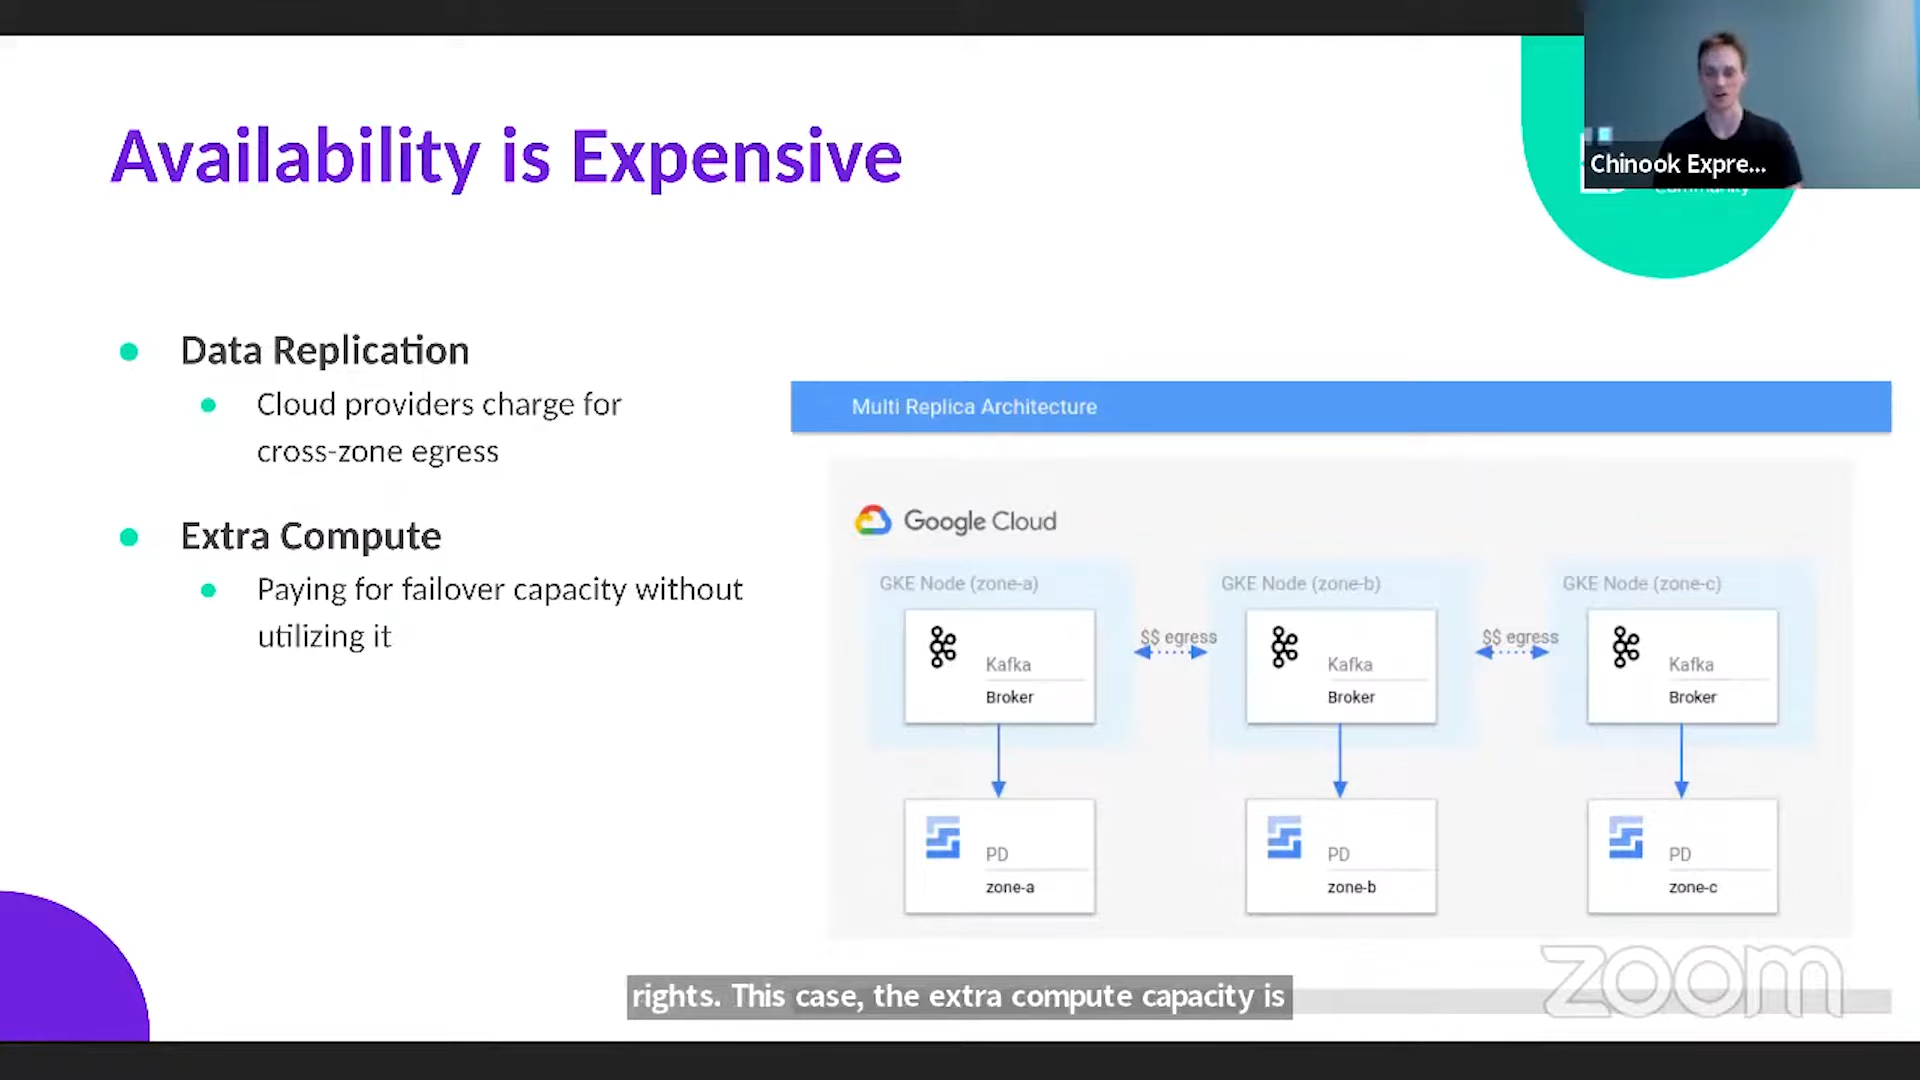 Chinook Expre...
Community
Availability is Expensive
Data Replication
Cloud providers charge for
cross-zone egress
Extra Compute
Paying for failover capacity without
utilizing it
Multi Replica Architecture
Google Cloud
GKE Node (zone-a)
GKE Node (zone-b)
GKE Node (zone-c)
$$ egress
$$ egress
Kafka
Broker
Kafka
Broker
Kafka
Broker
PD
zone-a
PD
zone-b
PD
zone-c
rights. This case, the extra compute capacity is
zoom